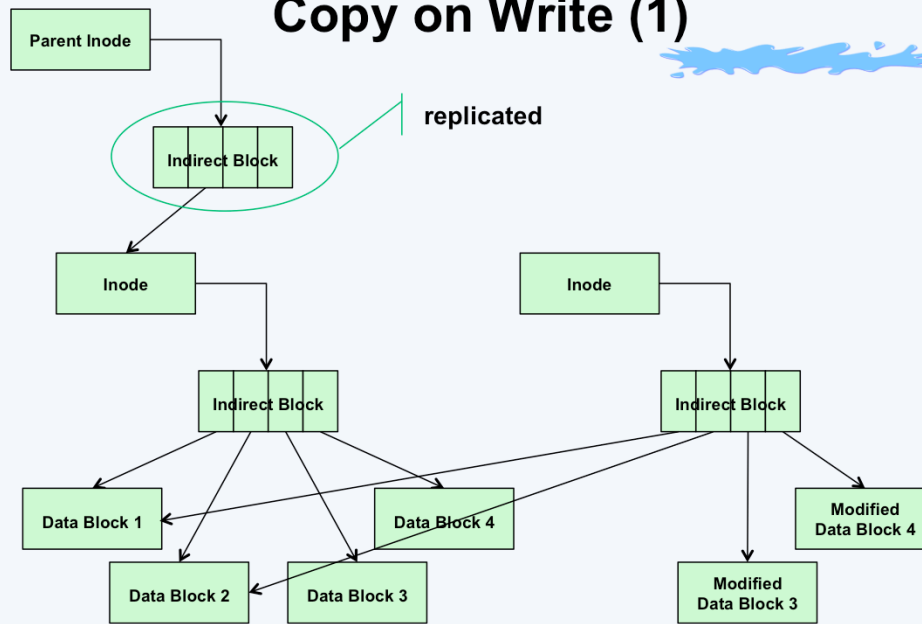 Copy on Write (1)
Parent Inode
replicated
Indirect Block
Inode
Inode
Indirect Block
Indirect Block
Data Block 1
Data Block 4
Modified
Data Block 4
Data Block 2
Data Block 3
Modified
Data Block 3